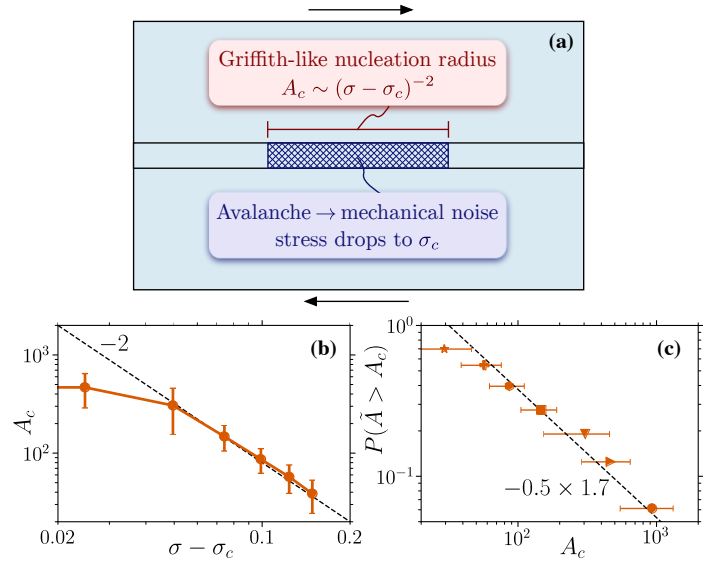 (a)
Griffith-like nucleation radius
A_c ∼ (σ − σ_c)^{−2}
Avalanche → mechanical noise
stress drops to σ_c
(b)
−2
10^3
10^2
A_c
0.02
0.1
0.2
σ − σ_c
(c)
10^0
10^{−1}
P(Ã > A_c)
−0.5 × 1.7
10^2
10^3
A_c